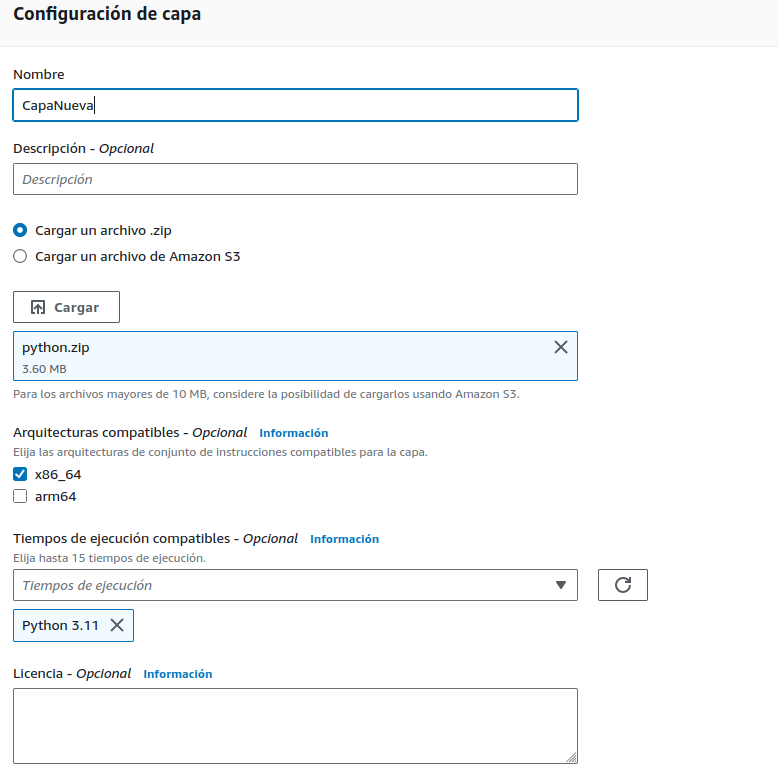 Configuración de capa
Nombre
CapaNueva
Descripción - Opcional
Descripción
Cargar un archivo .zip
Cargar un archivo de Amazon S3
Cargar
python.zip
3.60 MB
Para los archivos mayores de 10 MB, considere la posibilidad de cargarlos usando Amazon S3.
Arquitecturas compatibles - Opcional Información
Elija las arquitecturas de conjunto de instrucciones compatibles para la capa.
x86_64
arm64
Tiempos de ejecución compatibles - Opcional Información
Elija hasta 15 tiempos de ejecución.
Tiempos de ejecución
Python 3.11
Licencia - Opcional Información